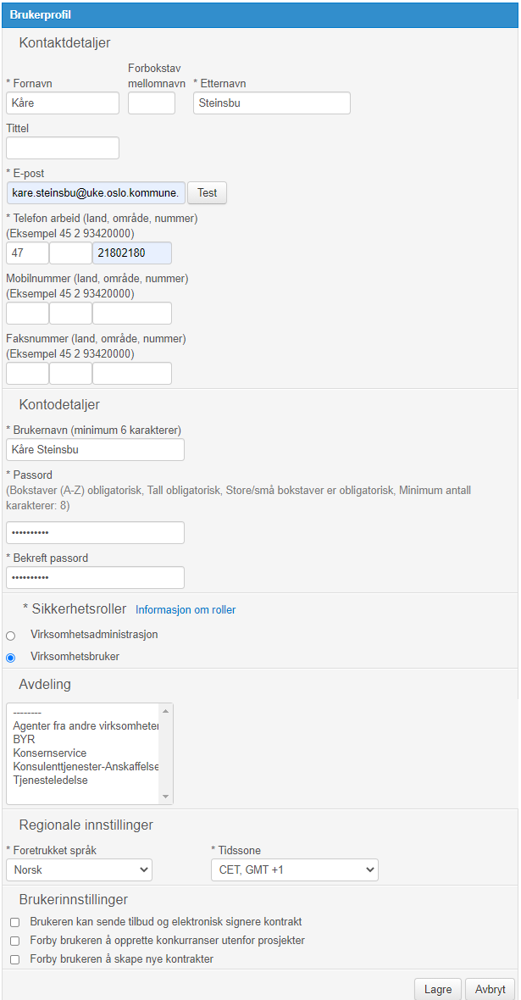 Brukerprofil
Kontaktdetaljer
Forbokstav
* Fornavn mellomnavn * Etternavn
Kåre Steinsbu
Tittel
* E-post
kare.steinsbu@uke.oslo.kommune. Test
* Telefon arbeid (land, område, nummer)
(Eksempel 45 2 93420000)
47 21802180
Mobilnummer (land, område, nummer)
(Eksempel 45 2 93420000)
Faksnummer (land, område, nummer)
(Eksempel 45 2 93420000)
Kontodetaljer
* Brukernavn (minimum 6 karakterer)
Kåre Steinsbu
* Passord
(Bokstaver (A-Z) obligatorisk, Tall obligatorisk, Store/små bokstaver er obligatorisk, Minimum antall
karakterer: 8)
••••••••••
* Bekreft passord
••••••••••
* Sikkerhetsroller Informasjon om roller
Virksomhetsadministrasjon
Virksomhetsbruker
Avdeling
--------
Agenter fra andre virksomheter
BYR
Konsernservice
Konsulenttjenester-Anskaffelse
Tjenesteledelse
Regionale innstillinger
* Foretrukket språk * Tidssone
Norsk CET, GMT +1
Brukerinnstillinger
Brukeren kan sende tilbud og elektronisk signere kontrakt
Forby brukeren å opprette konkurranser utenfor prosjekter
Forby brukeren å skape nye kontrakter
Lagre Avbryt